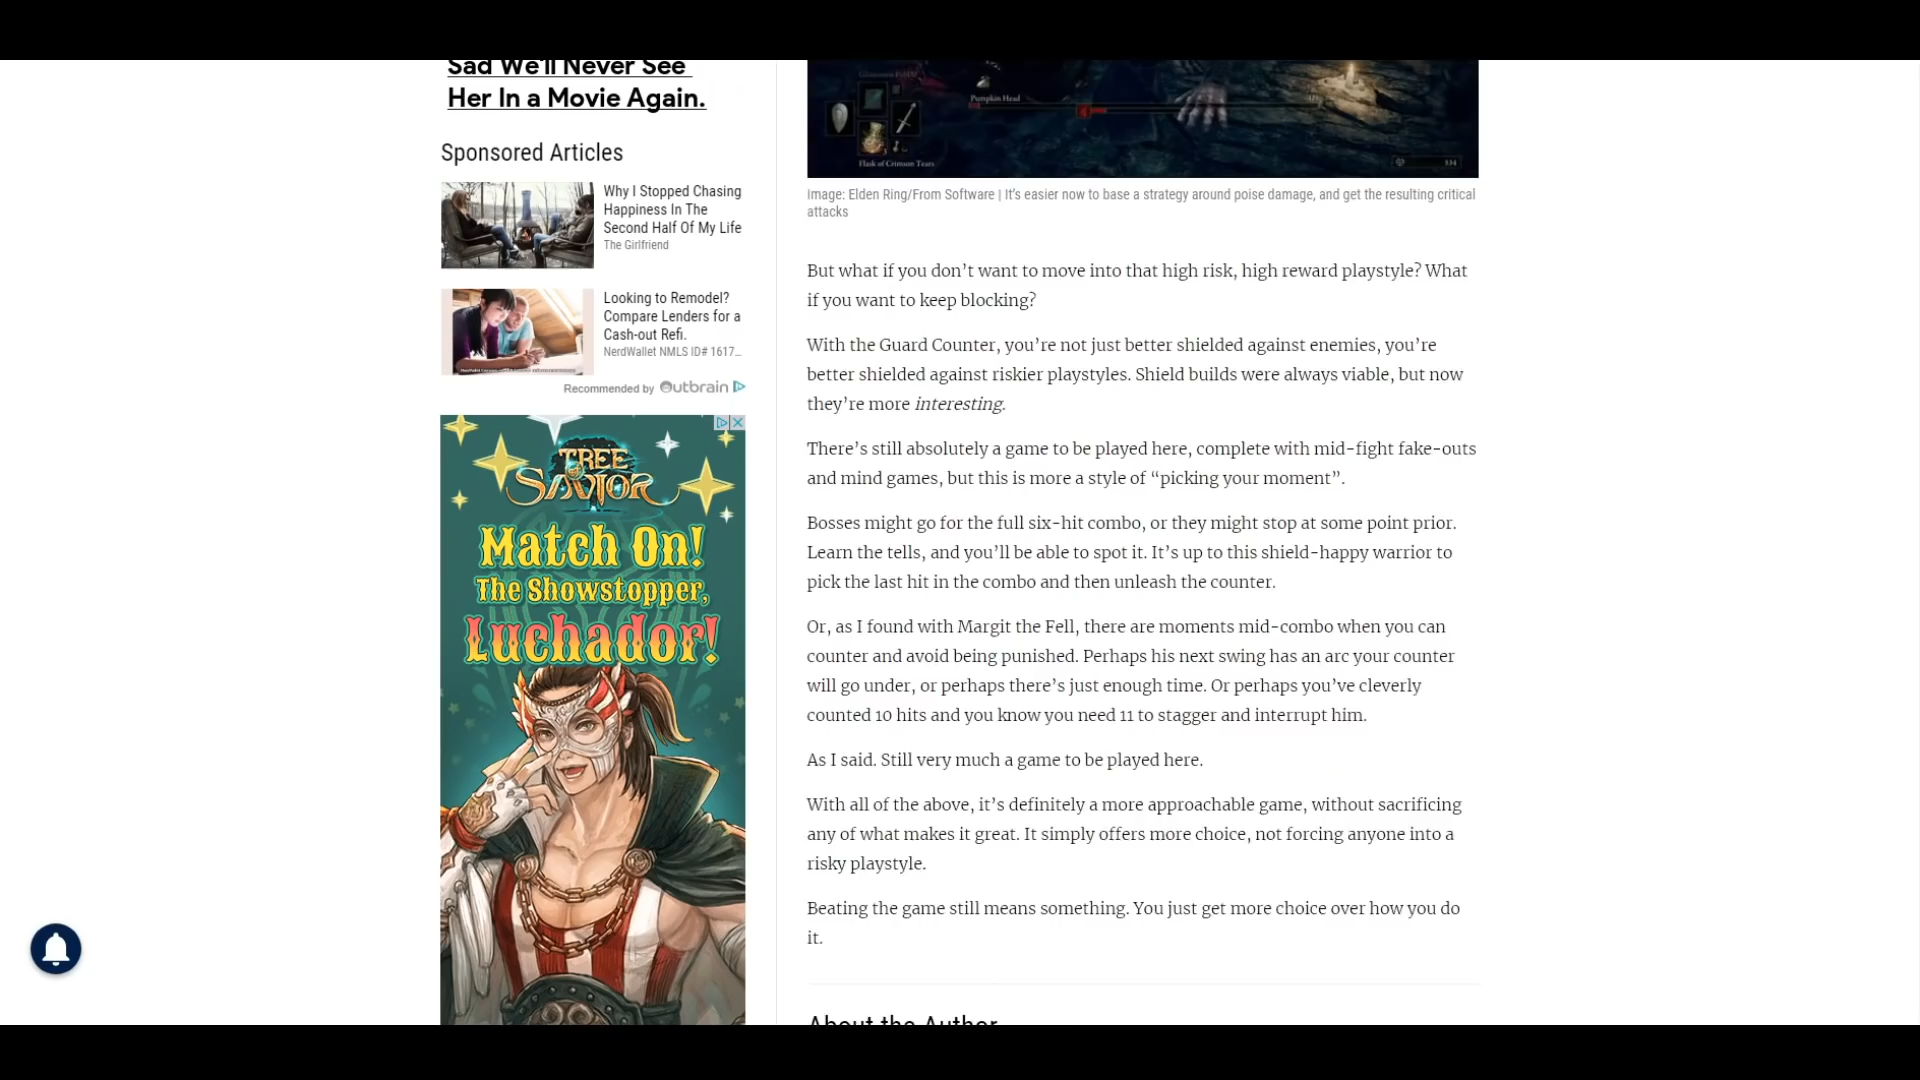 Sad We'll Never See
Her In a Movie Again.
Sponsored Articles
Why I Stopped Chasing
Happiness In The
Second Half Of My Life
The Girlfriend
Looking to Remodel?
Compare Lenders for a
Cash-out Refi.
NerdWallet NMLS ID# 1617...
Recommended by Outbrain
TREE
OF
SAVIOR
Match On!
The Showstopper,
Luchador!
Pumpkin Head
Flask of Crimson Tears
334
Image: Elden Ring/From Software | It's easier now to base a strategy around poise damage, and get the resulting critical
attacks
But what if you don’t want to move into that high risk, high reward playstyle? What
if you want to keep blocking?
With the Guard Counter, you’re not just better shielded against enemies, you’re
better shielded against riskier playstyles. Shield builds were always viable, but now
they’re more interesting.
There’s still absolutely a game to be played here, complete with mid-fight fake-outs
and mind games, but this is more a style of “picking your moment”.
Bosses might go for the full six-hit combo, or they might stop at some point prior.
Learn the tells, and you’ll be able to spot it. It’s up to this shield-happy warrior to
pick the last hit in the combo and then unleash the counter.
Or, as I found with Margit the Fell, there are moments mid-combo when you can
counter and avoid being punished. Perhaps his next swing has an arc your counter
will go under, or perhaps there’s just enough time. Or perhaps you’ve cleverly
counted 10 hits and you know you need 11 to stagger and interrupt him.
As I said. Still very much a game to be played here.
With all of the above, it’s definitely a more approachable game, without sacrificing
any of what makes it great. It simply offers more choice, not forcing anyone into a
risky playstyle.
Beating the game still means something. You just get more choice over how you do
it.
About the Author